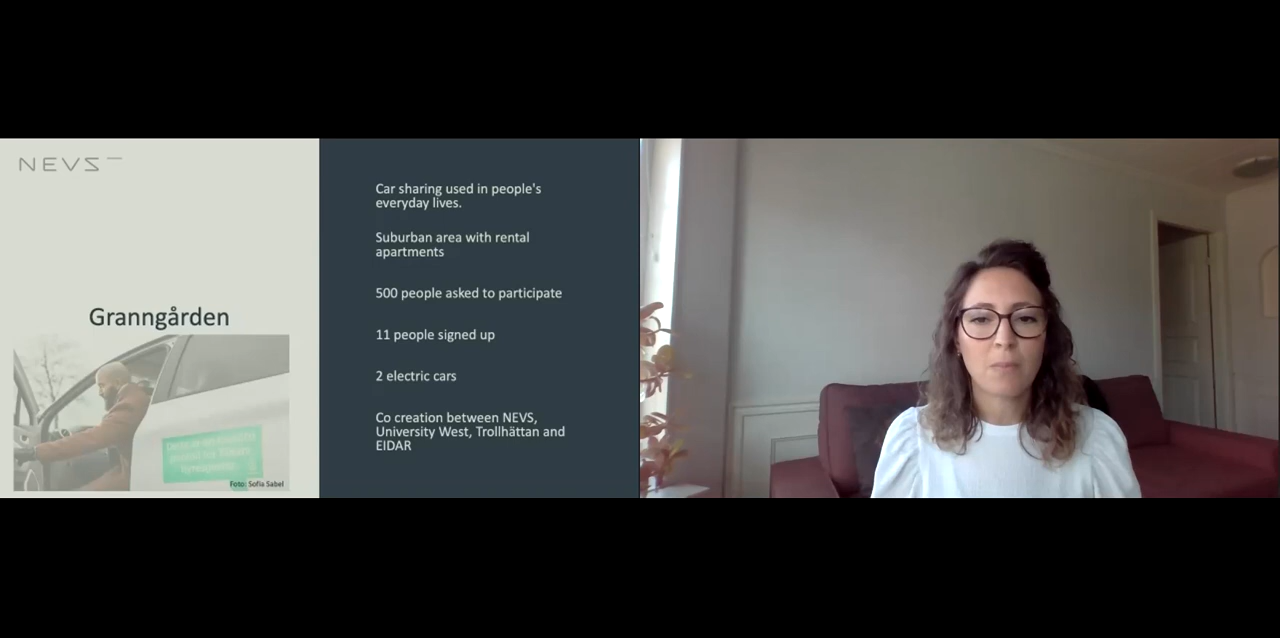 NEVS
Granngården
Foto: Sofia Sabel
Car sharing used in people's
everyday lives.
Suburban area with rental
apartments
500 people asked to participate
11 people signed up
2 electric cars
Co creation between NEVS,
University West, Trollhättan and
EIDAR